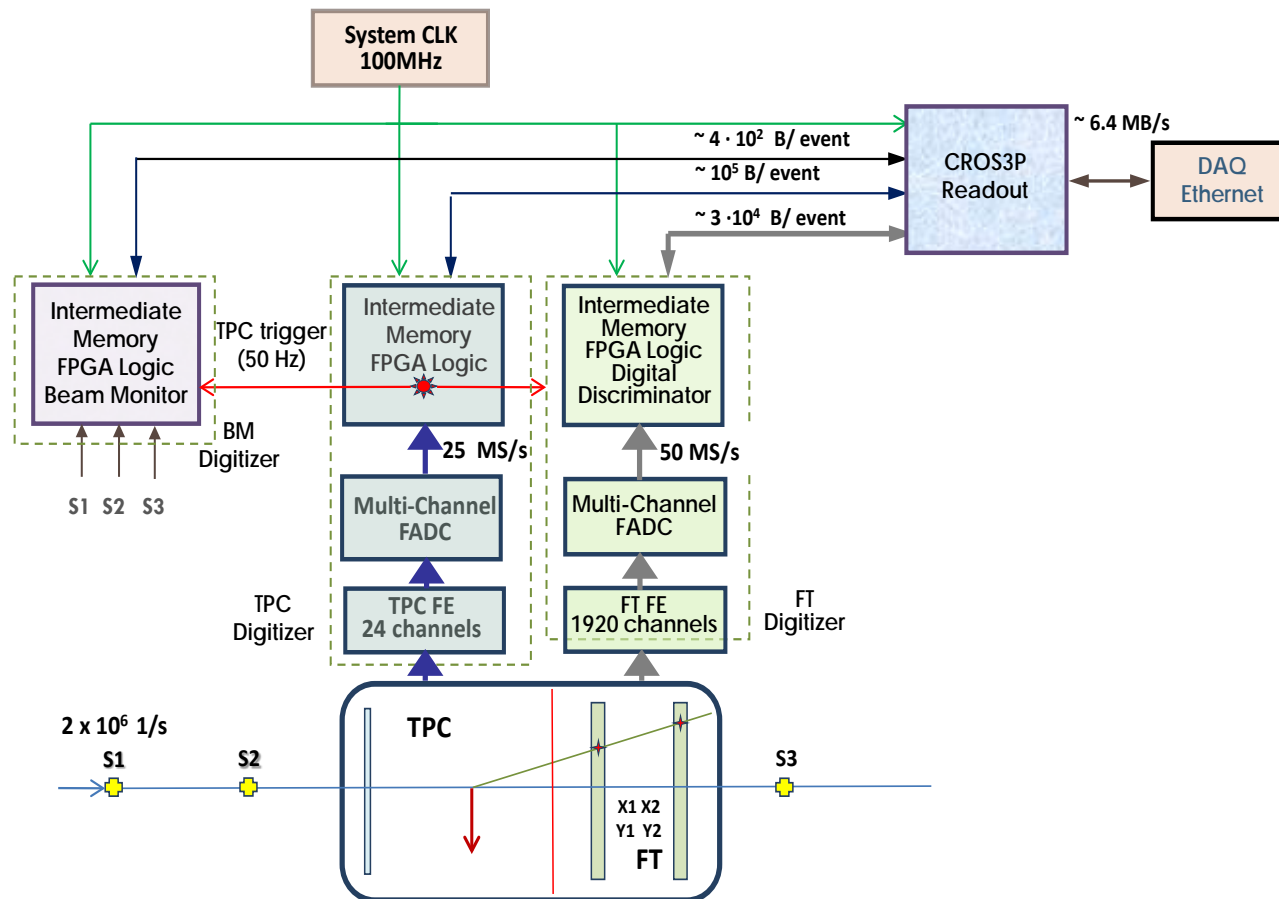 System CLK
100MHz
~ 6.4 MB/s
~ 4 · 10² B/ event
CROS3P
Readout
DAQ
Ethernet
~ 10⁵ B/ event
~ 3 ·10⁴ B/ event
Intermediate
Memory
FPGA Logic
Beam Monitor
TPC trigger
(50 Hz)
Intermediate
Memory
FPGA Logic
Intermediate
Memory
FPGA Logic
Digital
Discriminator
BM
Digitizer
25 MS/s
50 MS/s
S1 S2 S3
Multi-Channel
FADC
Multi-Channel
FADC
TPC
Digitizer
TPC FE
24 channels
FT FE
1920 channels
FT
Digitizer
2 x 10⁶ 1/s
TPC
S1
S2
S3
X1 X2
Y1 Y2
FT